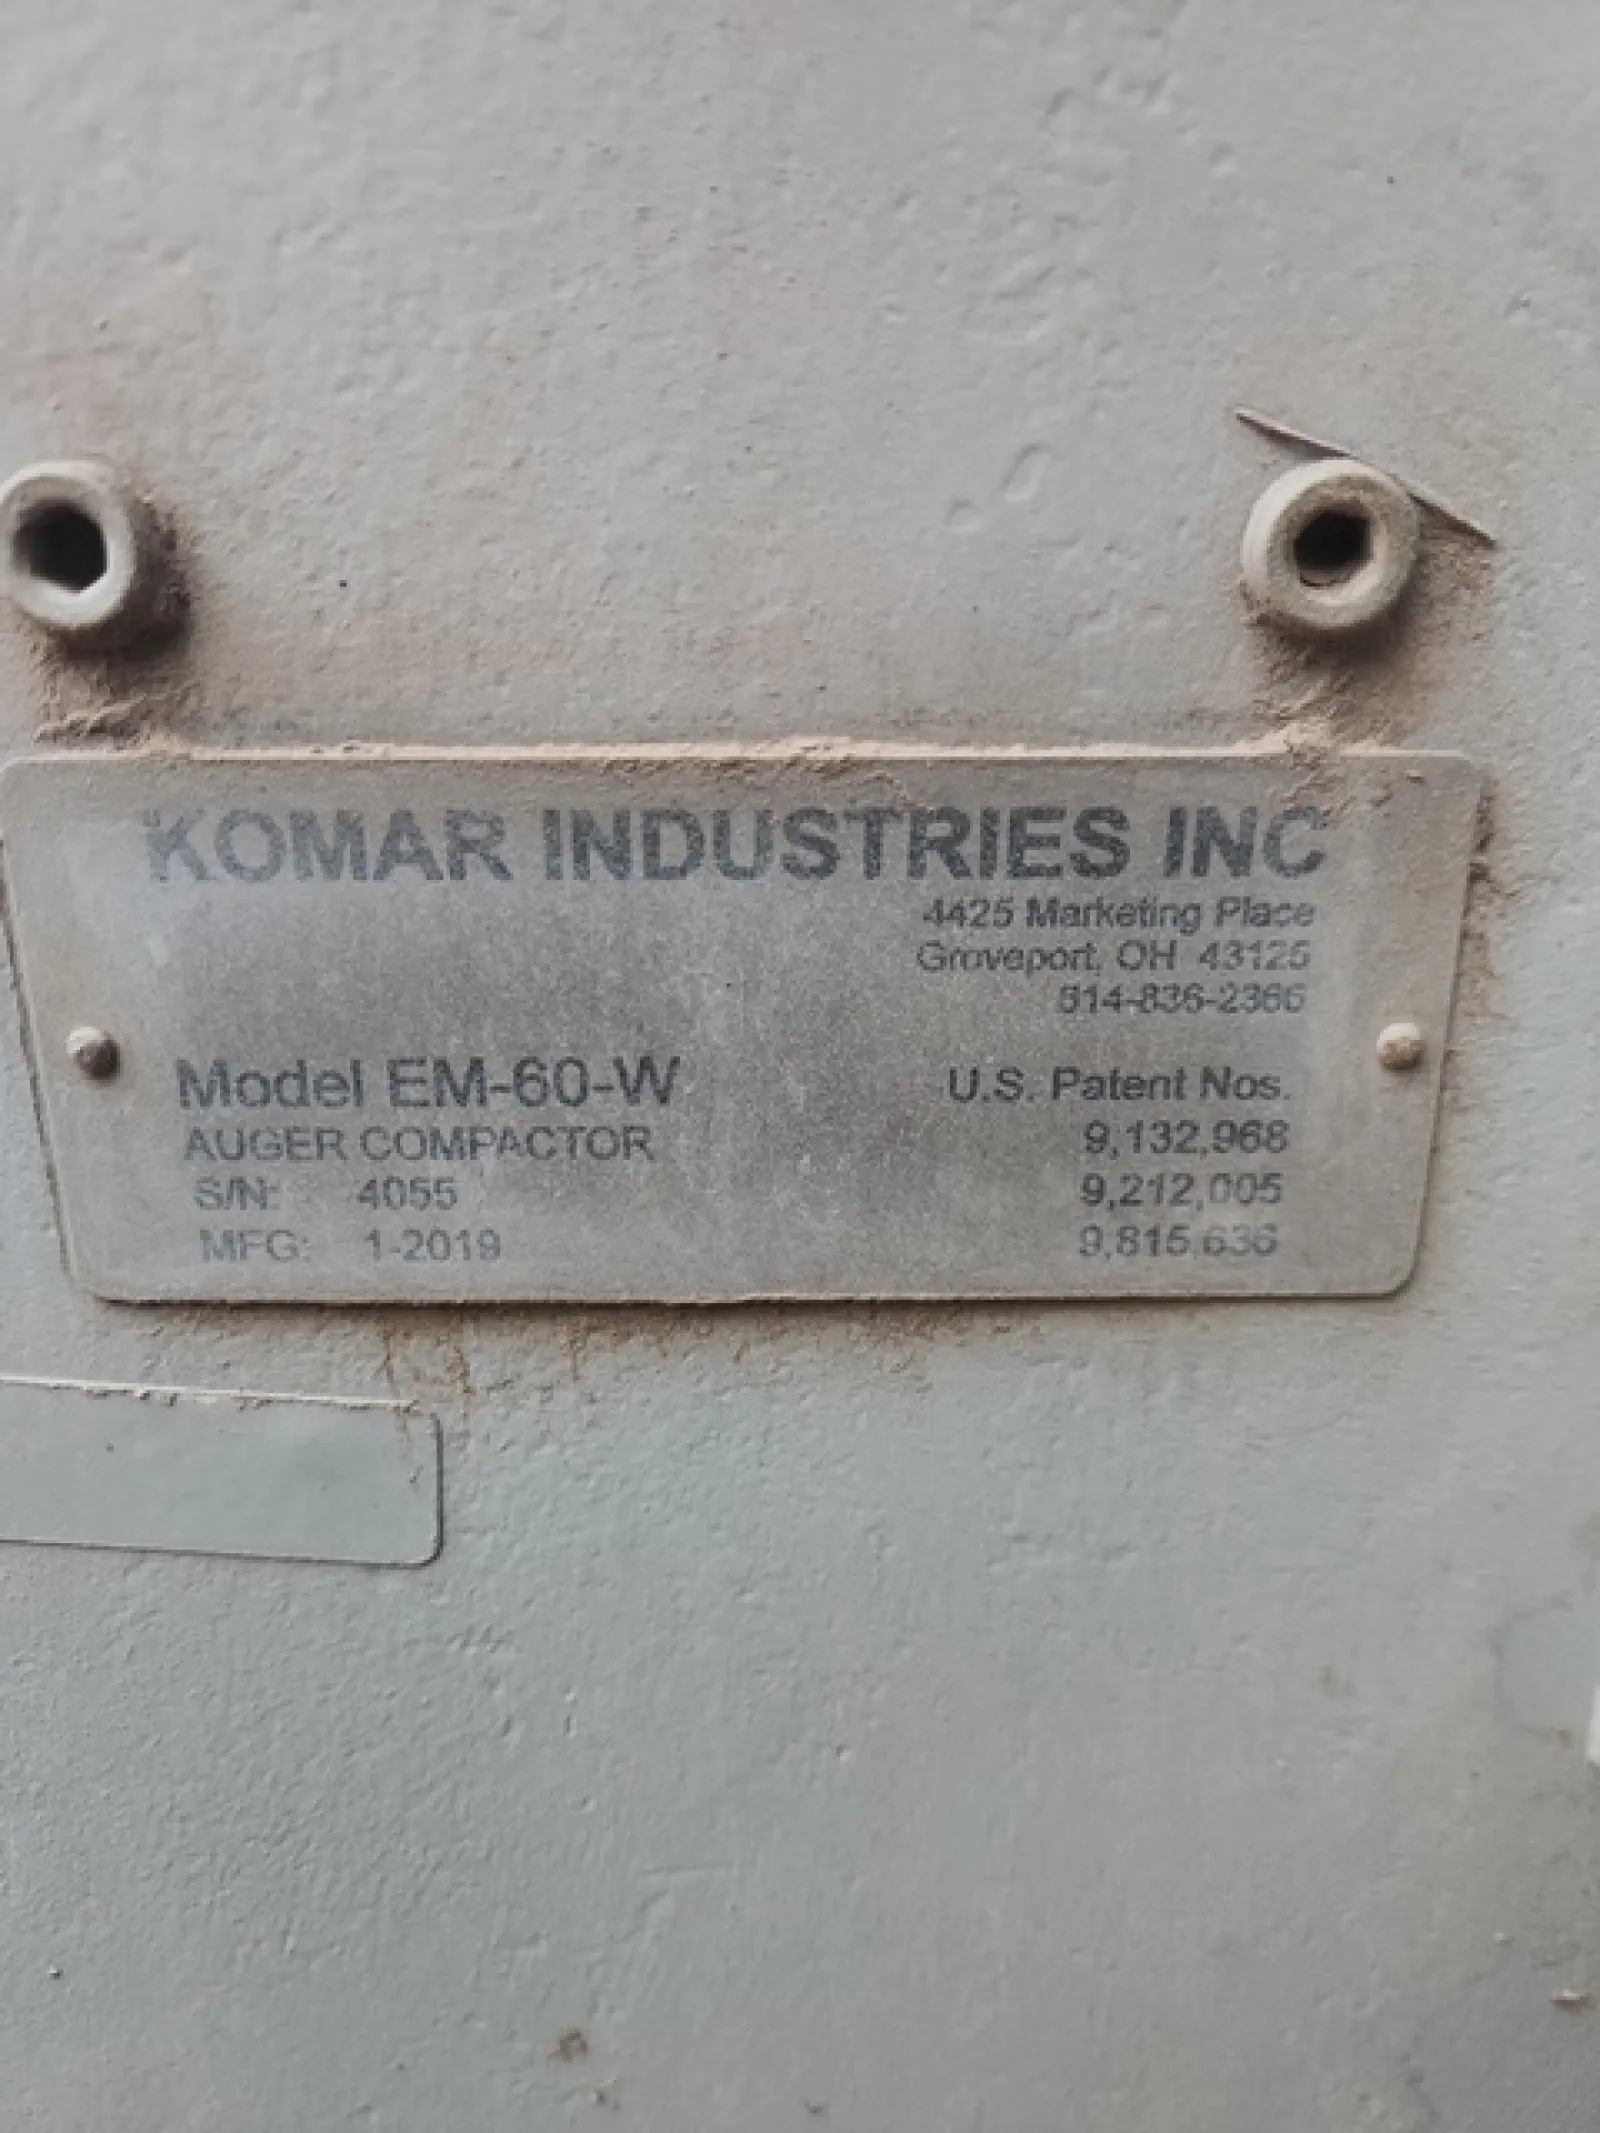 KOMAR INDUSTRIES INC
4425 Marketing Place
Groveport, OH 43125
614-836-2366
Model EM-60-W
AUGER COMPACTOR
S/N: 4055
MFG: 1-2019
U.S. Patent Nos.
9,132,968
9,212,005
9,815,636